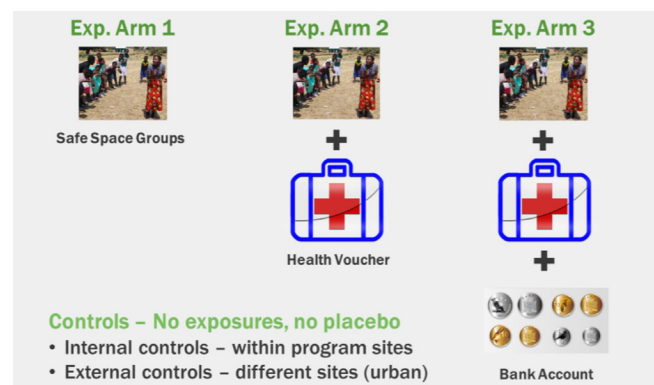 Exp. Arm 1
Exp. Arm 2
Exp. Arm 3
Safe Space Groups
+
+
Health Voucher
+
Controls – No exposures, no placebo
• Internal controls – within program sites
• External controls – different sites (urban)
Bank Account